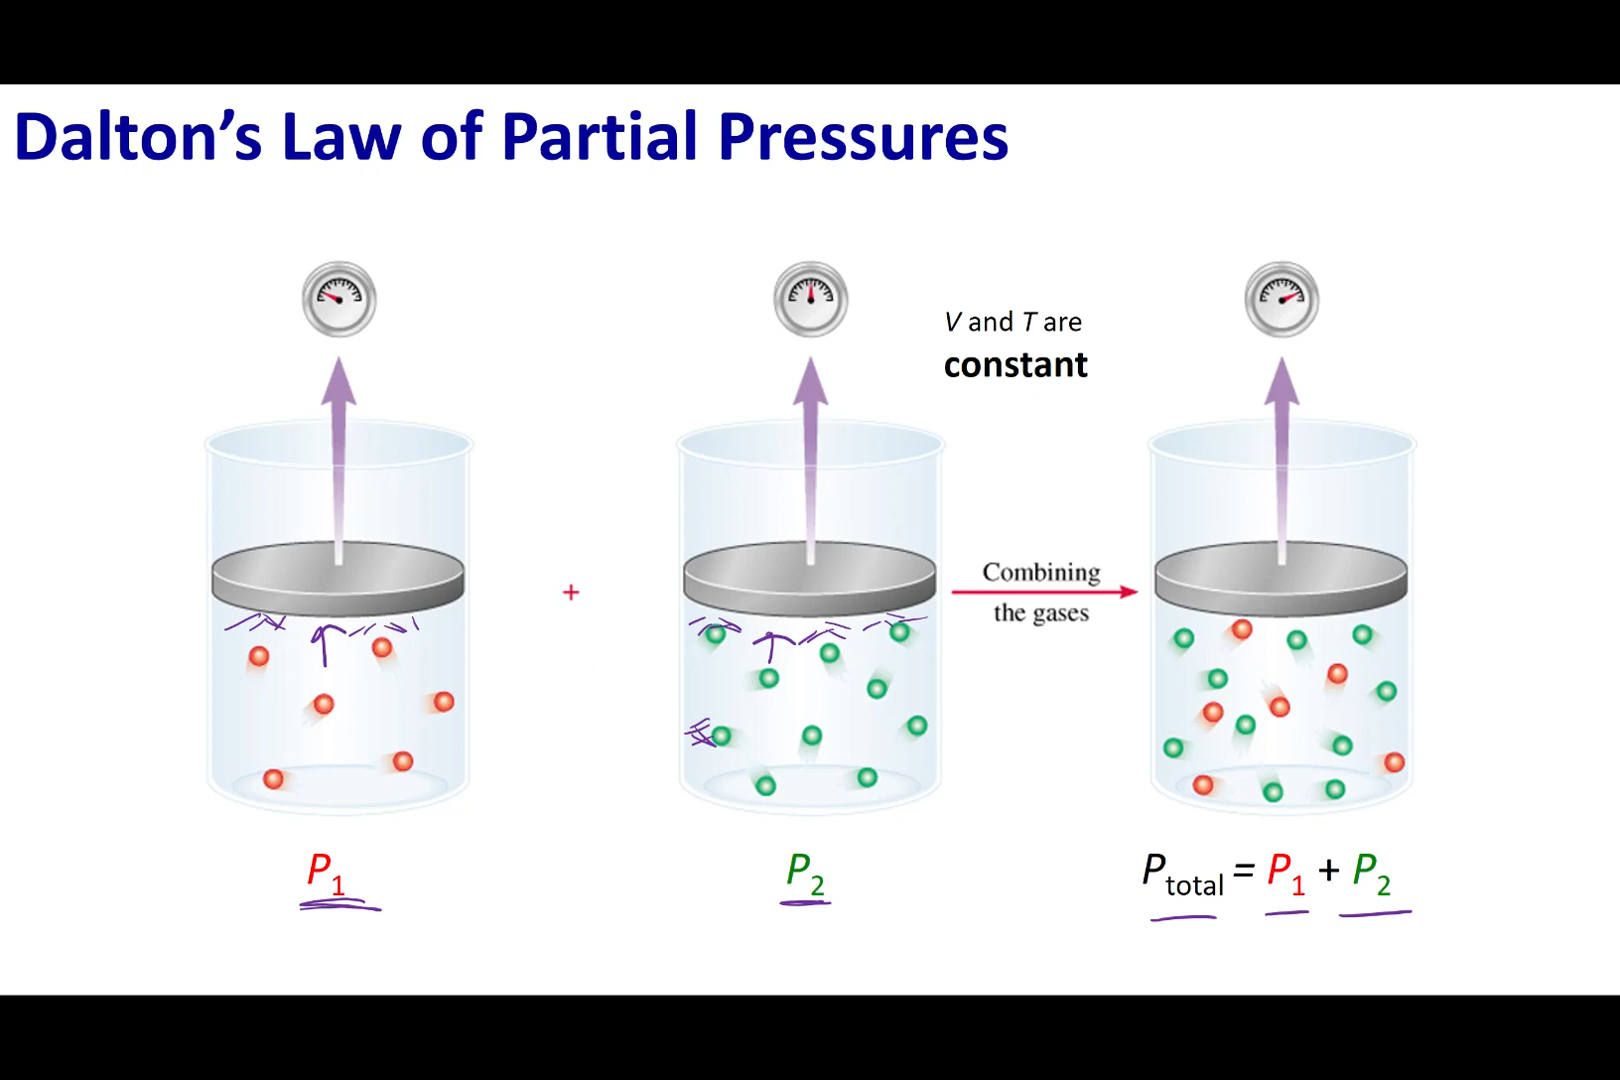 Dalton’s Law of Partial Pressures
V and T are
constant
+
Combining
the gases
P₁
P₂
Pₜₒₜₐₗ = P₁ + P₂